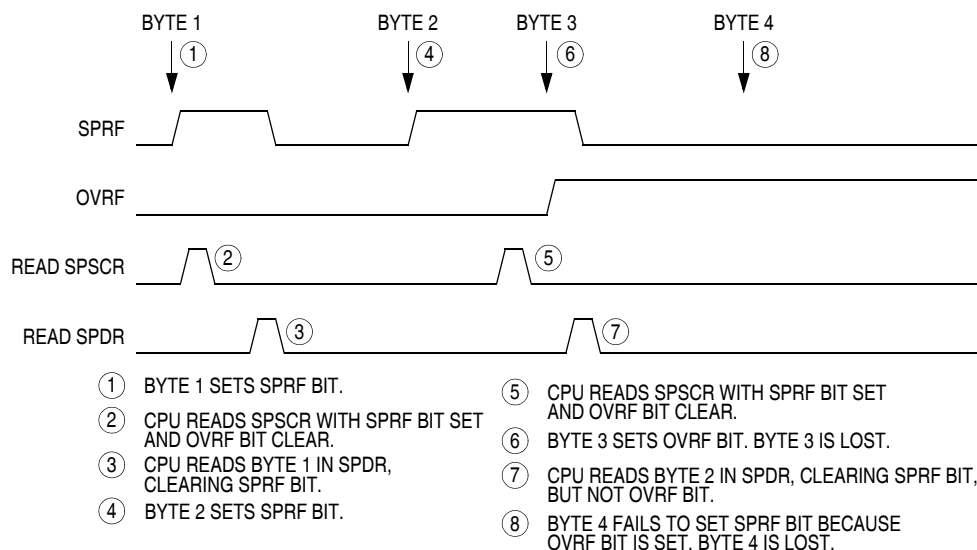 BYTE 1 BYTE 2 BYTE 3 BYTE 4
1 4 6 8
SPRF
OVRF
READ SPSCR 2 5
READ SPDR 3 7
1 BYTE 1 SETS SPRF BIT.
2 CPU READS SPSCR WITH SPRF BIT SET
AND OVRF BIT CLEAR.
3 CPU READS BYTE 1 IN SPDR,
CLEARING SPRF BIT.
4 BYTE 2 SETS SPRF BIT.
5 CPU READS SPSCR WITH SPRF BIT SET
AND OVRF BIT CLEAR.
6 BYTE 3 SETS OVRF BIT. BYTE 3 IS LOST.
7 CPU READS BYTE 2 IN SPDR, CLEARING SPRF BIT,
BUT NOT OVRF BIT.
8 BYTE 4 FAILS TO SET SPRF BIT BECAUSE
OVRF BIT IS SET. BYTE 4 IS LOST.